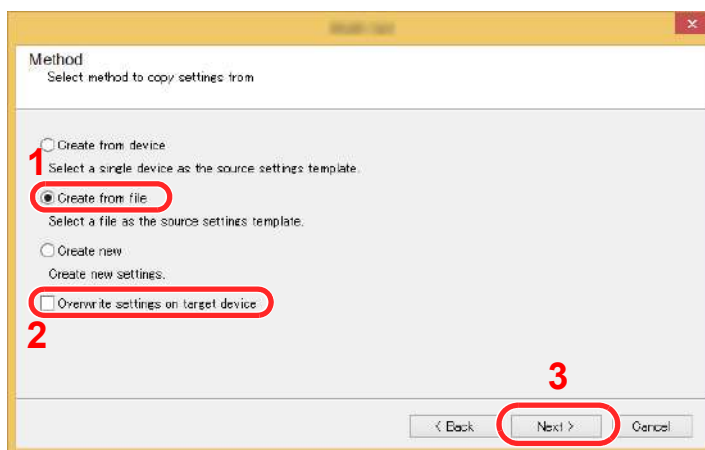 Method
Select method to copy settings from
Create from device
1
Select a single device as the source settings template.
Create from file
Select a file as the source settings template.
Create new
Create new settings.
Overwrite settings on target device
2
3
< Back
Next >
Cancel